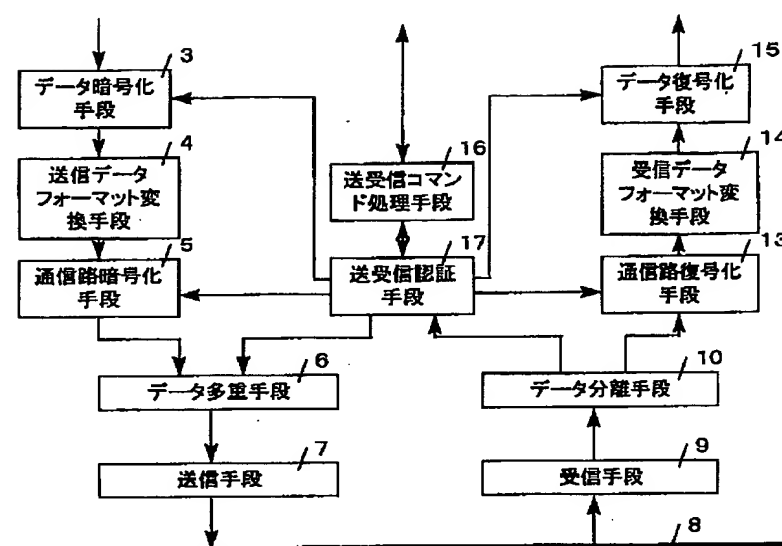 3
データ暗号化
手段
4
送信データ
フォーマット変
換手段
5
通信路暗号化
手段
16
送受信コマン
ド処理手段
17
送受信認証
手段
15
データ復号化
手段
14
受信データ
フォーマット変
換手段
13
通信路復号化
手段
6
データ多重手段
10
データ分離手段
7
送信手段
9
受信手段
8